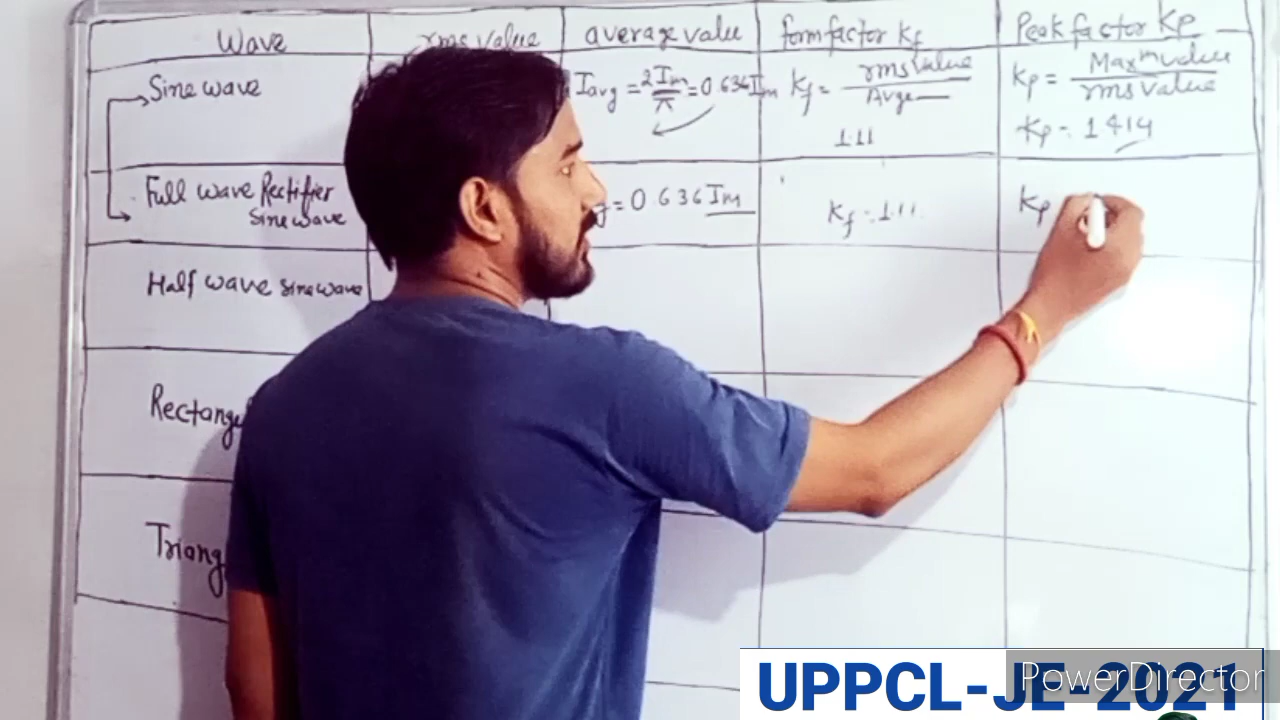 Wave rms value average value form factor Kf Peak factor Kp
Sine wave
Iavg = 2Im/π = 0.636Im
Kf = rms value / Avge
1.11
Kp = Max^m value / rms value
Kp = 1.414
Full wave Rectifier
Sine wave
= 0.636 Im
Kf = 1.11
Kp
Half wave sine wave
Rectang
Triang
UPPCL-JE-2021
PowerDirector